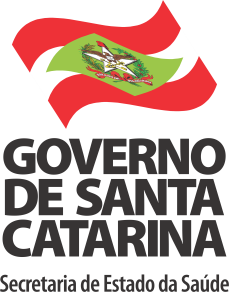 GOVERNO
DE SANTA
CATARINA
Secretaria de Estado da Saúde